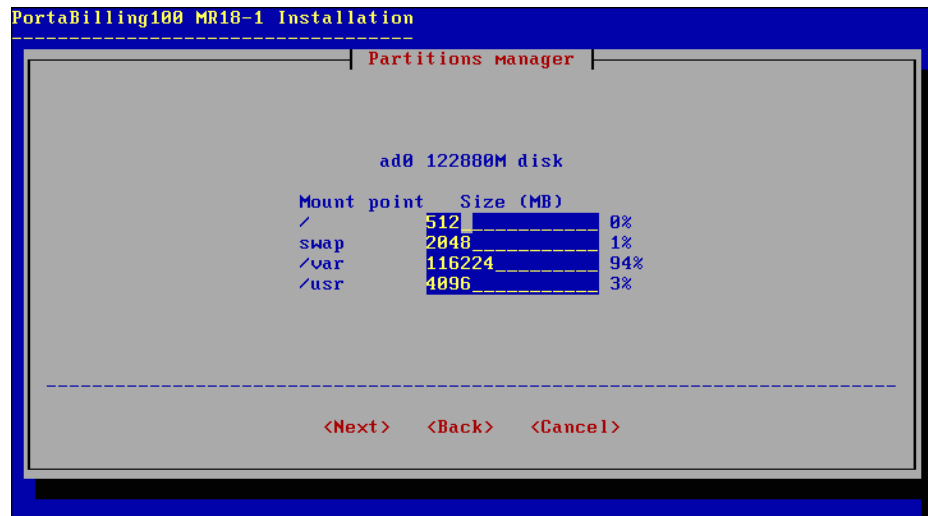 PortaBilling100 MR18-1 Installation
Partitions manager
ad0 122880M disk
Mount point Size (MB)
/ 512 0%
swap 2048 1%
/var 116224 94%
/usr 4096 3%
<Next> <Back> <Cancel>